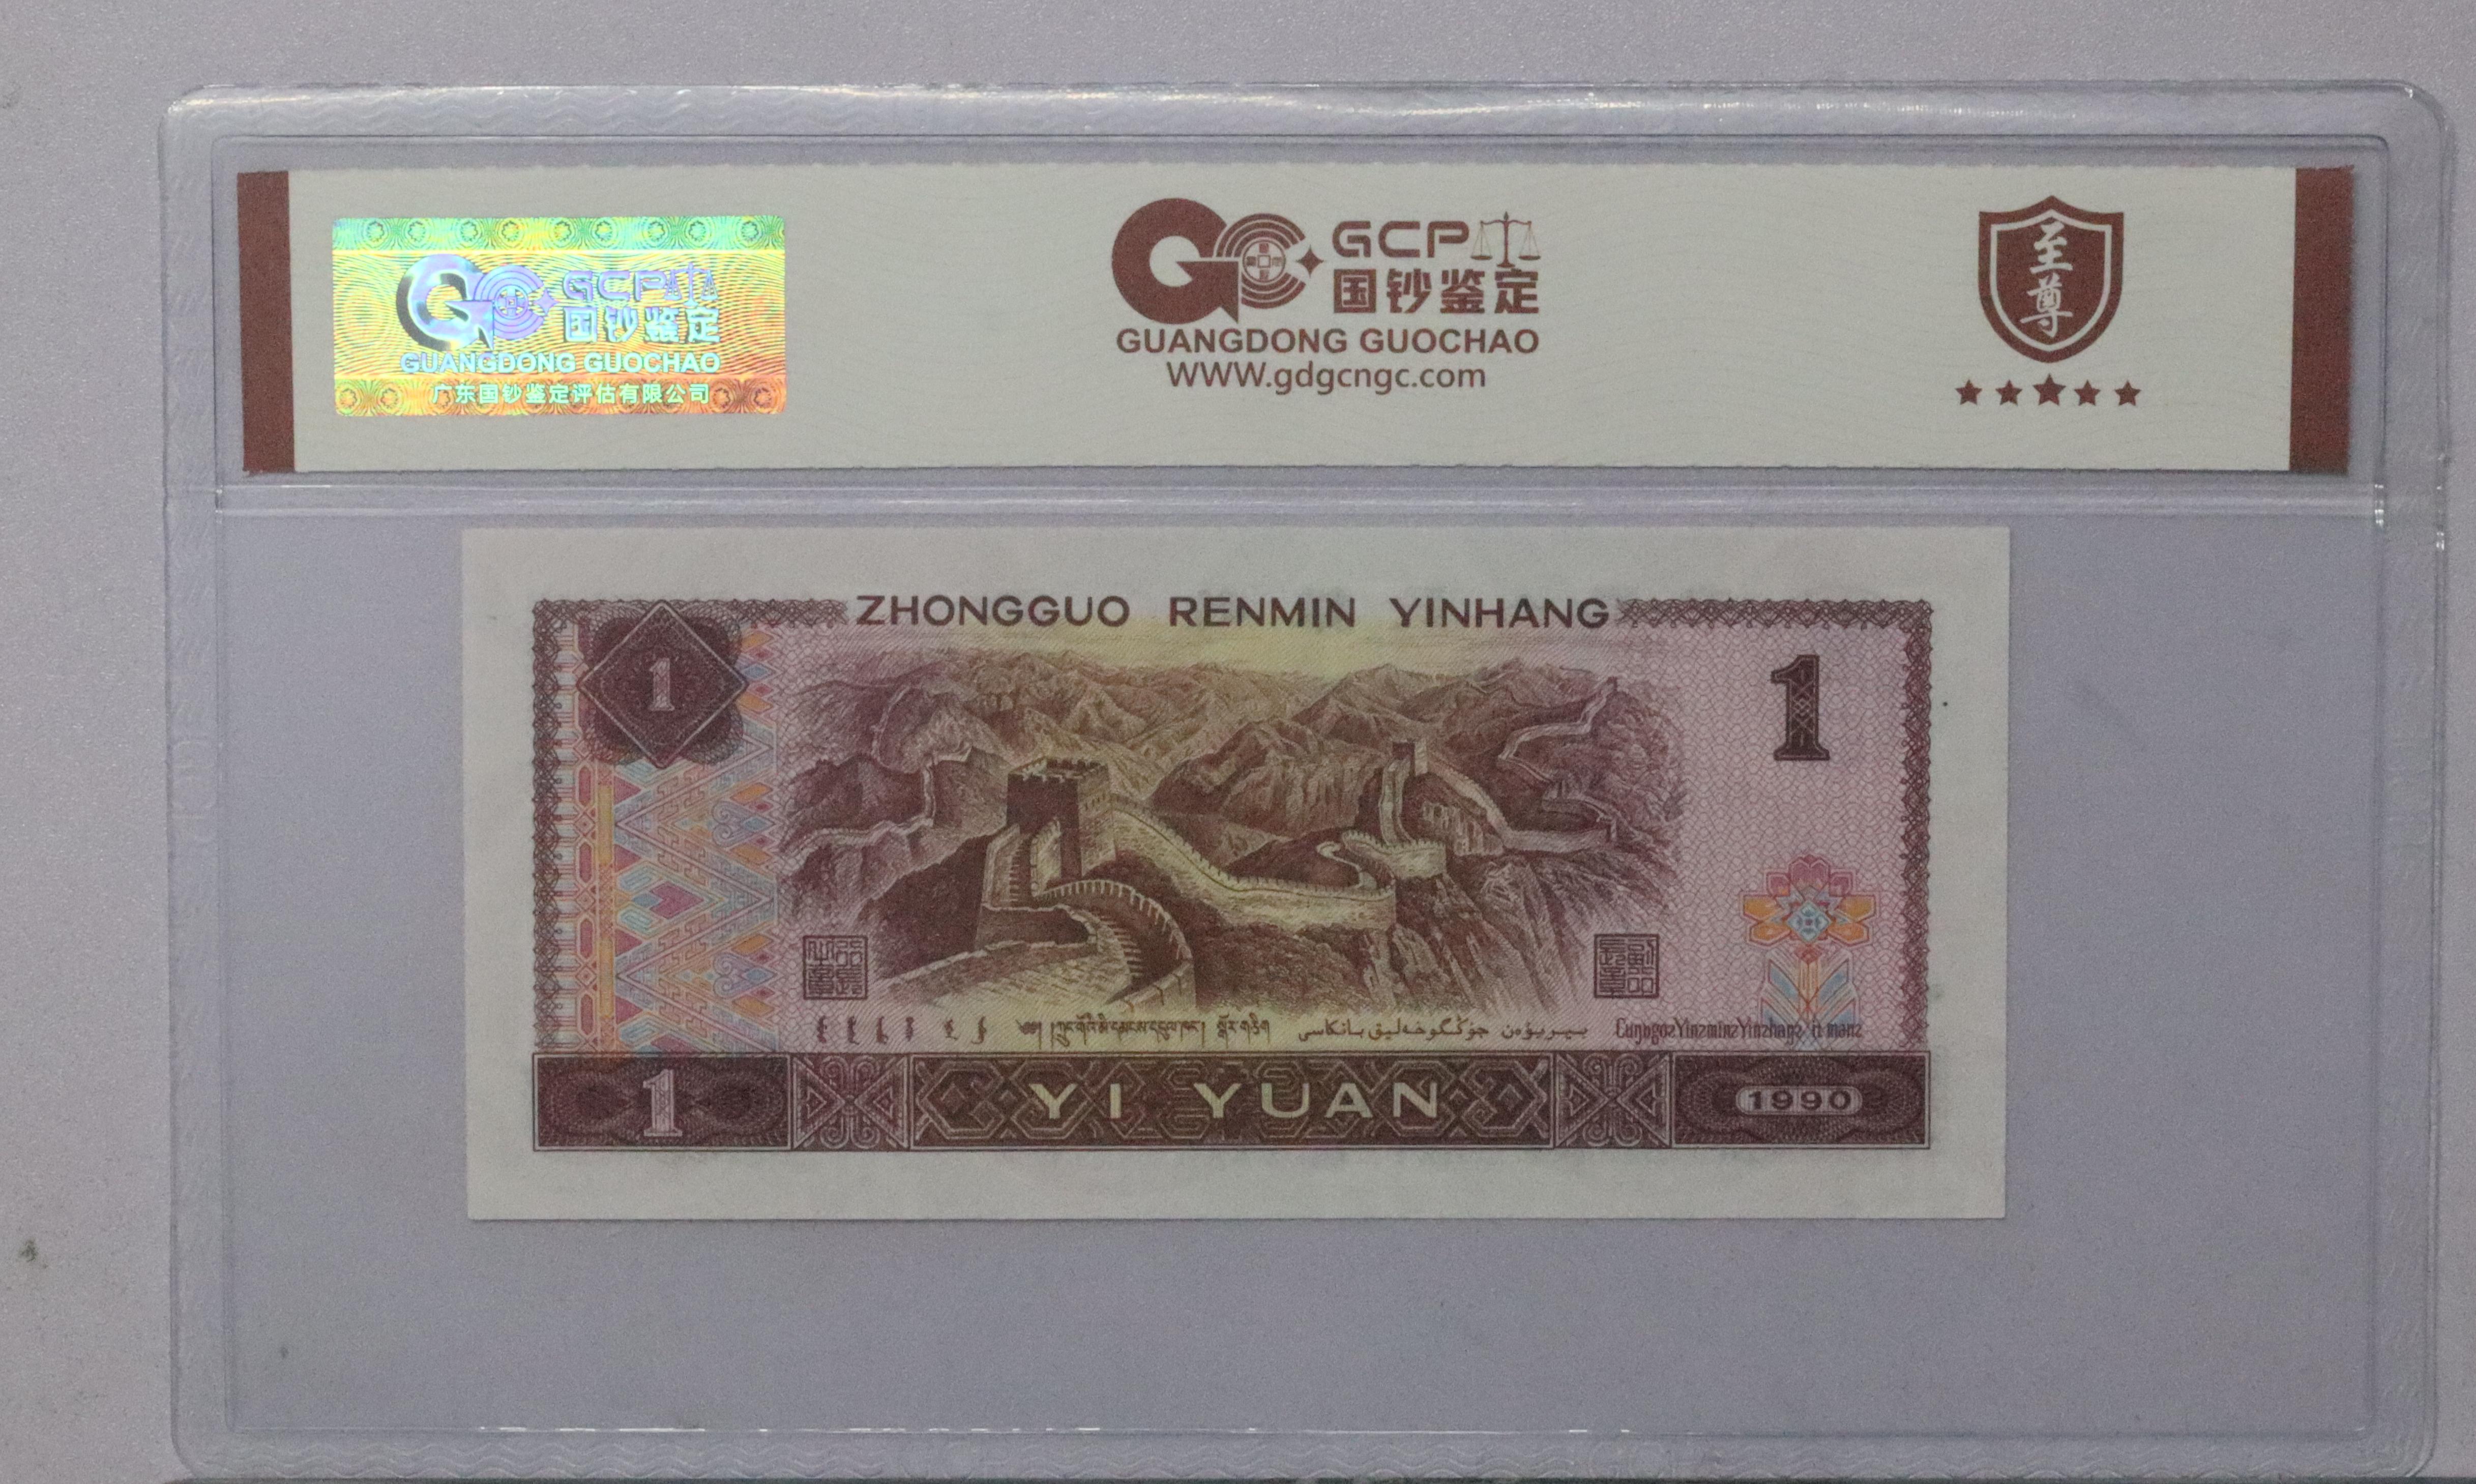 GCP
国钞鉴定
GUANGDONG GUOCHAO
广东国钞鉴定评估有限公司
GCP
国钞鉴定
GUANGDONG GUOCHAO
WWW.gdgcngc.com
至尊
ZHONGGUO RENMIN YINHANG
1
1
1
YI YUAN
1990